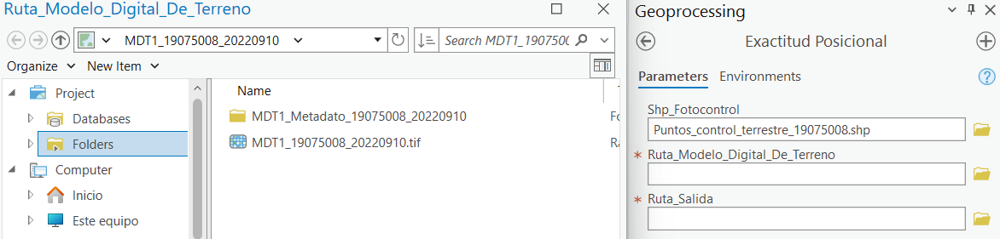 Ruta_Modelo_Digital_De_Terreno
MDT1_19075008_20220910
Search MDT1_190750
Organize
New Item
Project
Databases
Folders
Computer
Inicio
Este equipo
Name
MDT1_Metadato_19075008_20220910
Fo
MDT1_19075008_20220910.tif
Ra
Geoprocessing
Exactitud Posicional
Parameters
Environments
Shp_Fotocontrol
Puntos_control_terrestre_19075008.shp
* Ruta_Modelo_Digital_De_Terreno
* Ruta_Salida